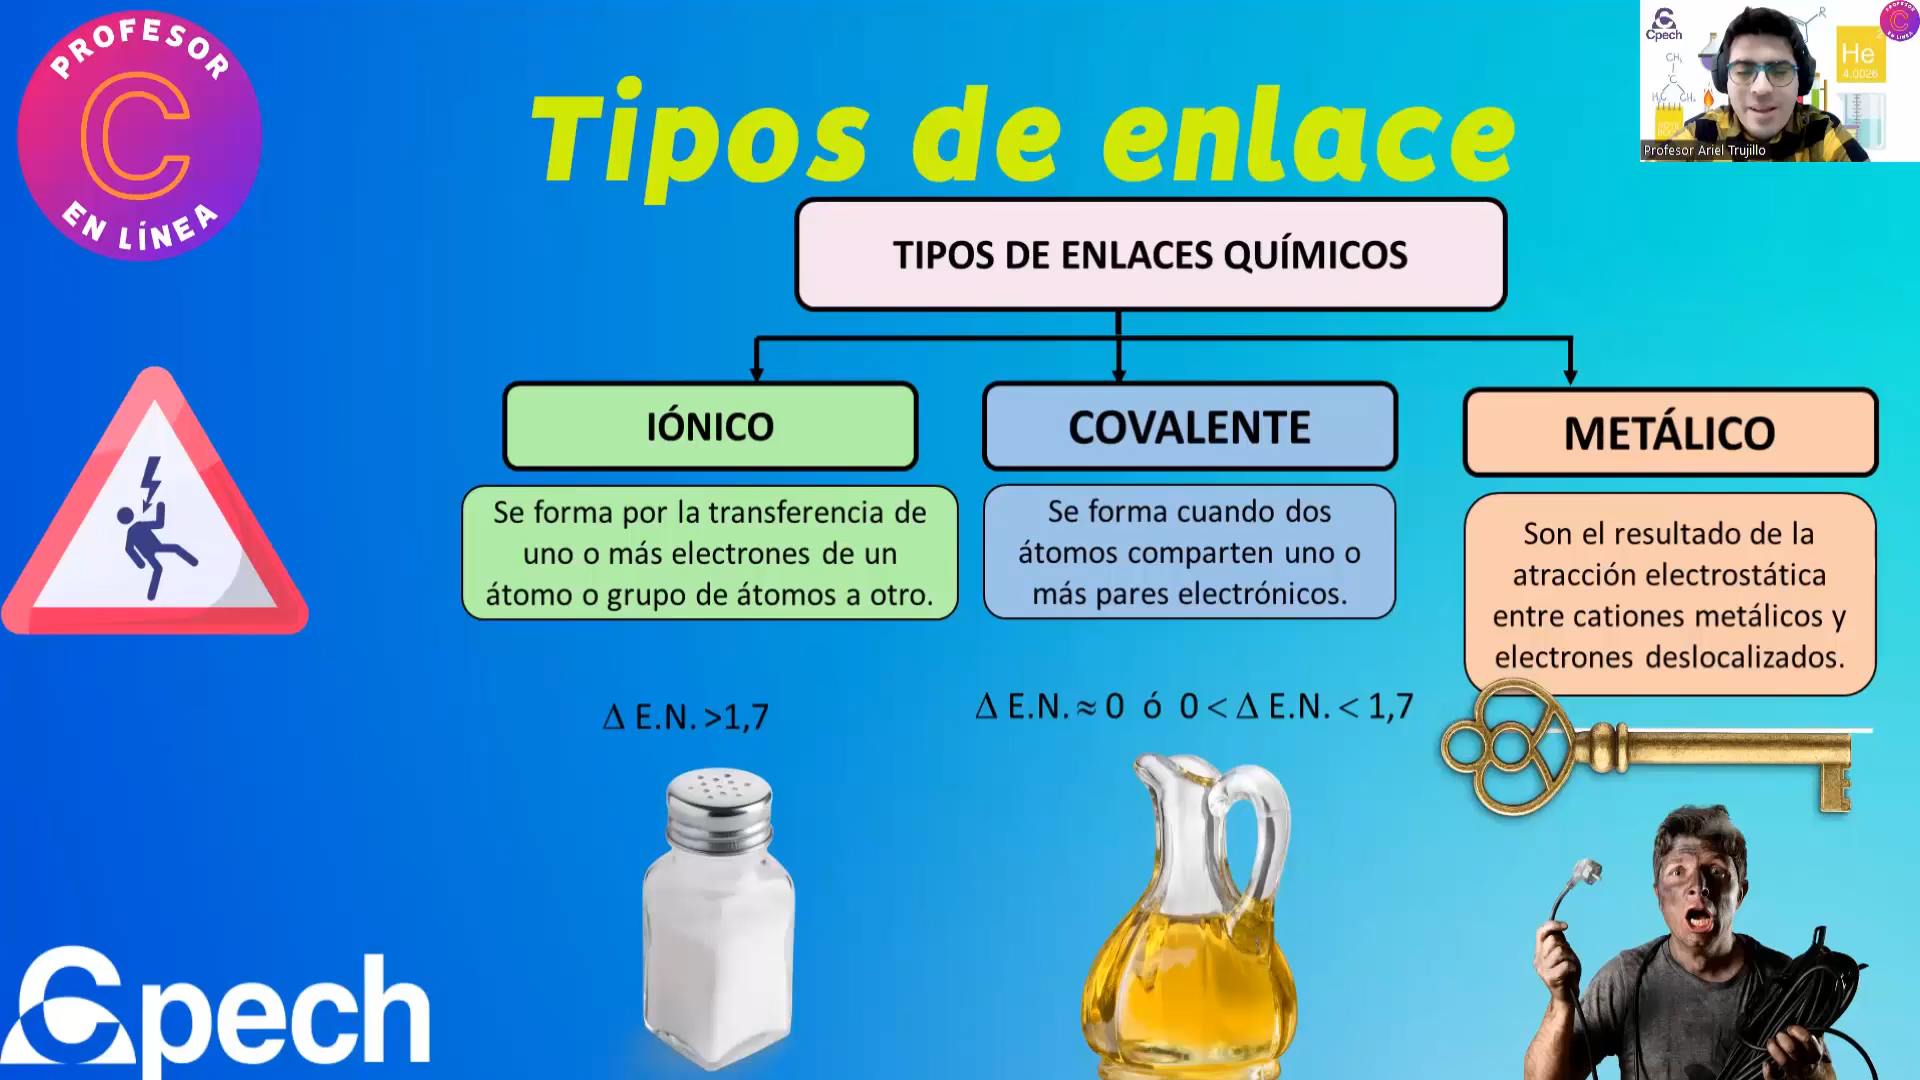 PROFESOR
C
EN LÍNEA
Tipos de enlace
Cpech
He
4.0026
Profesor Ariel Trujillo
TIPOS DE ENLACES QUÍMICOS
IÓNICO
Se forma por la transferencia de
uno o más electrones de un
átomo o grupo de átomos a otro.
Δ E.N. >1,7
COVALENTE
Se forma cuando dos
átomos comparten uno o
más pares electrónicos.
Δ E.N. ≈ 0 ó 0 < Δ E.N. < 1,7
METÁLICO
Son el resultado de la
atracción electrostática
entre cationes metálicos y
electrones deslocalizados.
Cpech